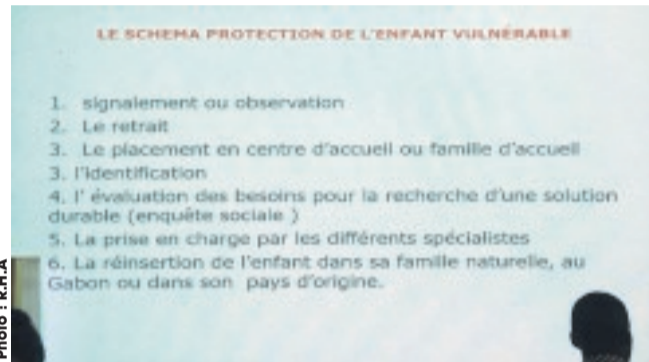 LE SCHEMA PROTECTION DE L'ENFANT VULNÉRABLE
1. signalement ou observation
2. Le retrait
3. Le placement en centre d'accueil ou famille d'accueil
3. l'identification
4. l' évaluation des besoins pour la recherche d'une solution
durable (enquête sociale )
5. La prise en charge par les différents spécialistes
6. La réinsertion de l'enfant dans sa famille naturelle, au
Gabon ou dans son pays d'origine.
Photo : R.H.A